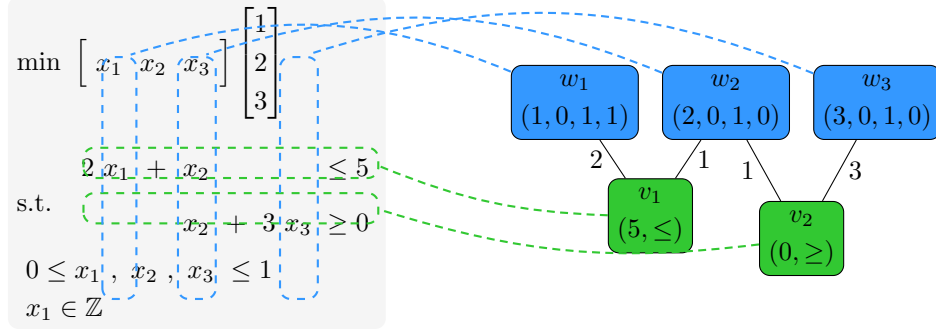 min [ x₁ x₂ x₃ ] [1 2 3]
2 x₁ + x₂ ≤ 5
s.t.
x₂ + 3 x₃ ≥ 0
0 ≤ x₁ , x₂ , x₃ ≤ 1
x₁ ∈ ℤ
w₁ w₂ w₃
(1, 0, 1, 1) (2, 0, 1, 0) (3, 0, 1, 0)
2 1 1 3
v₁
(5, ≤)
v₂
(0, ≥)